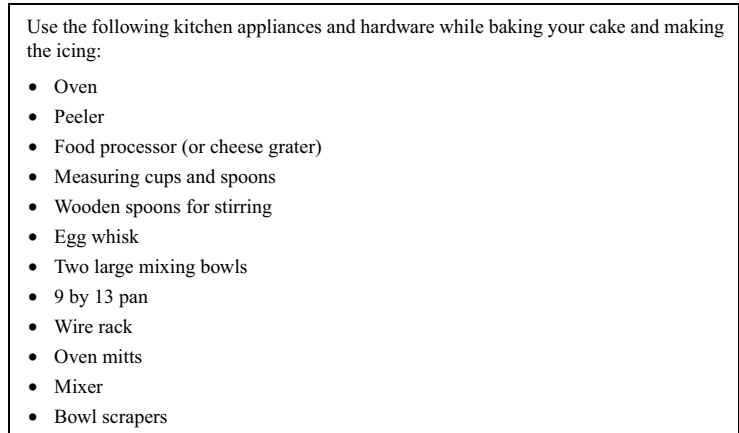 Use the following kitchen appliances and hardware while baking your cake and making
the icing:
• Oven
• Peeler
• Food processor (or cheese grater)
• Measuring cups and spoons
• Wooden spoons for stirring
• Egg whisk
• Two large mixing bowls
• 9 by 13 pan
• Wire rack
• Oven mitts
• Mixer
• Bowl scrapers